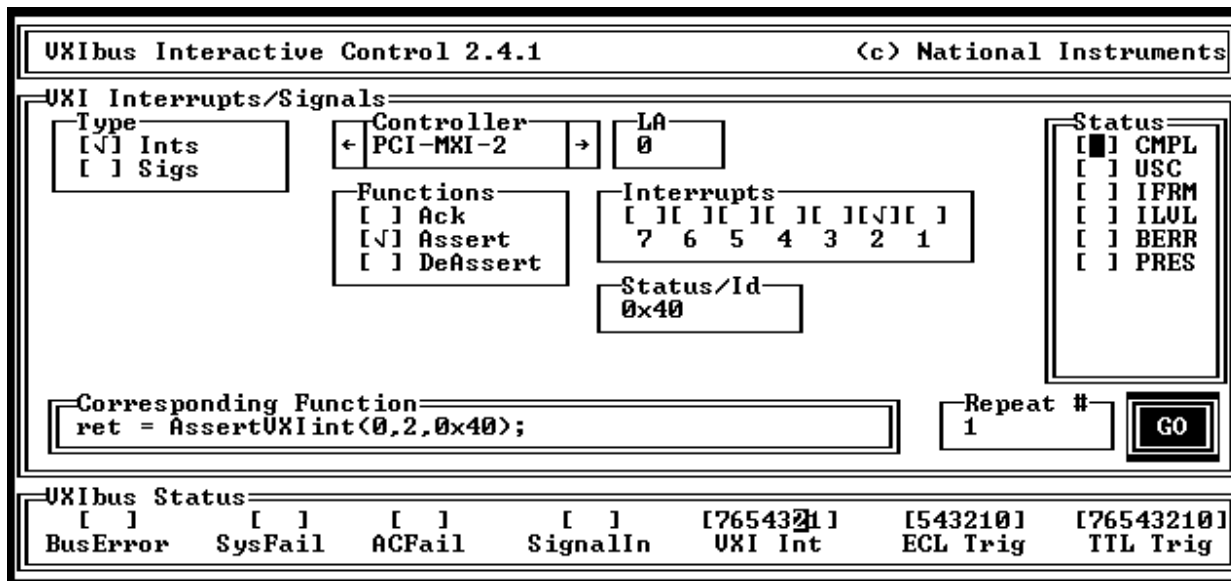 VXIbus Interactive Control 2.4.1 (c) National Instruments
VXI Interrupts/Signals
Type
[√] Ints
[ ] Sigs
Controller
← PCI-MXI-2 →
LA
0
Functions
[ ] Ack
[√] Assert
[ ] DeAssert
Interrupts
[ ][ ][ ][ ][ ][√][ ]
7 6 5 4 3 2 1
Status/Id
0x40
Status
[█] CMPL
[ ] USC
[ ] IFRM
[ ] ILVL
[ ] BERR
[ ] PRES
Corresponding Function
ret = AssertVXIint(0,2,0x40);
Repeat #
1
GO
VXIbus Status
[ ] [ ] [ ] [ ] [7654321] [543210] [76543210]
BusError SysFail ACFail SignalIn VXI Int ECL Trig TTL Trig